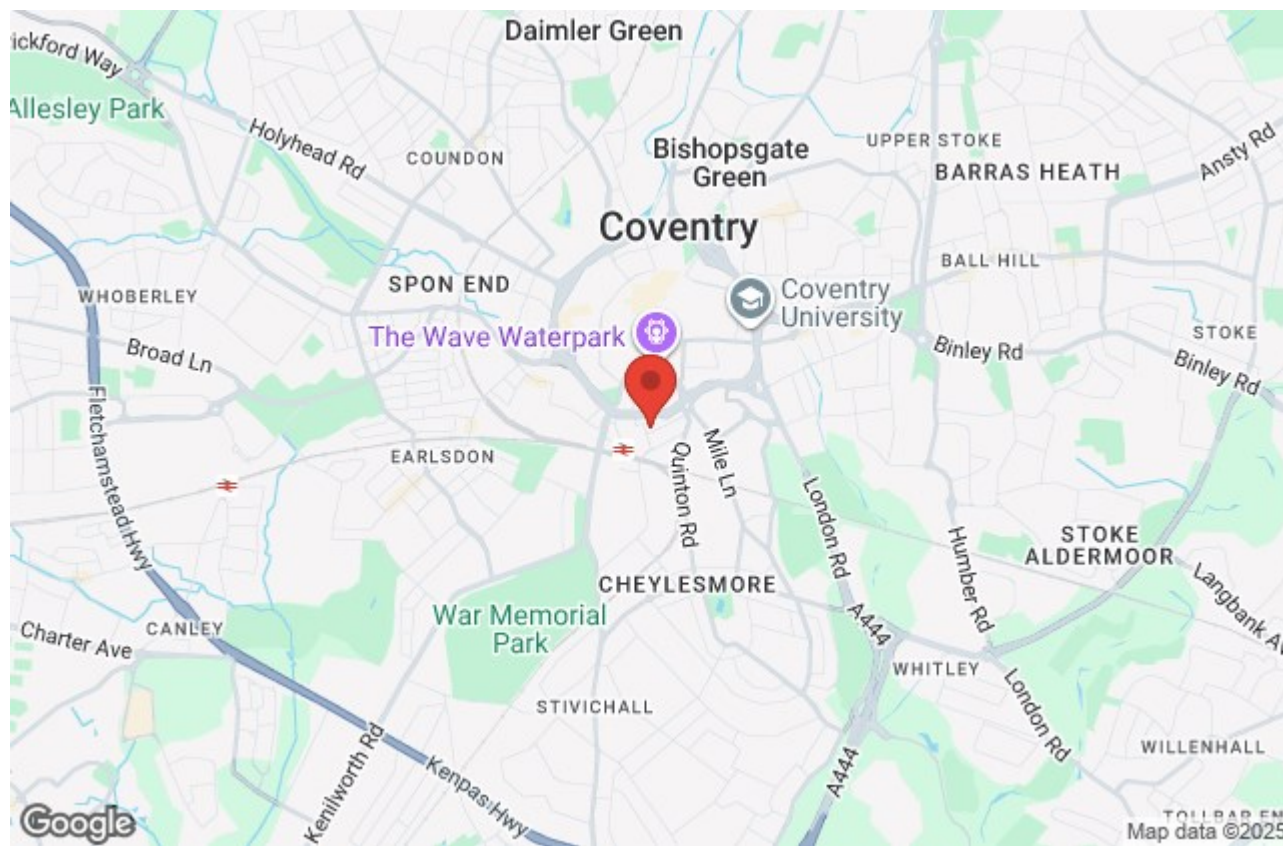 Daimler Green
ickford Way
Allesley Park
Holyhead Rd
COUNDON
Bishopsgate
Green
UPPER STOKE
BARRAS HEATH
Ansty Rd
Coventry
BALL HILL
SPON END
WHOBERLEY
Coventry
University
The Wave Waterpark
STOKE
Broad Ln
Binley Rd
Binley Rd
Fletchamstead Hwy
EARLSDON
Mile Ln
Quinton Rd
London Rd
Humber Rd
STOKE
ALDERMOOR
Langbank Av
CHEYLESMORE
War Memorial
Park
A444
CANLEY
Charter Ave
WHITLEY
London Rd
STIVICHALL
WILLENHALL
Kenilworth Rd
Kenpas Hwy
A444
TOLLBAR EN
Google
Map data ©2025